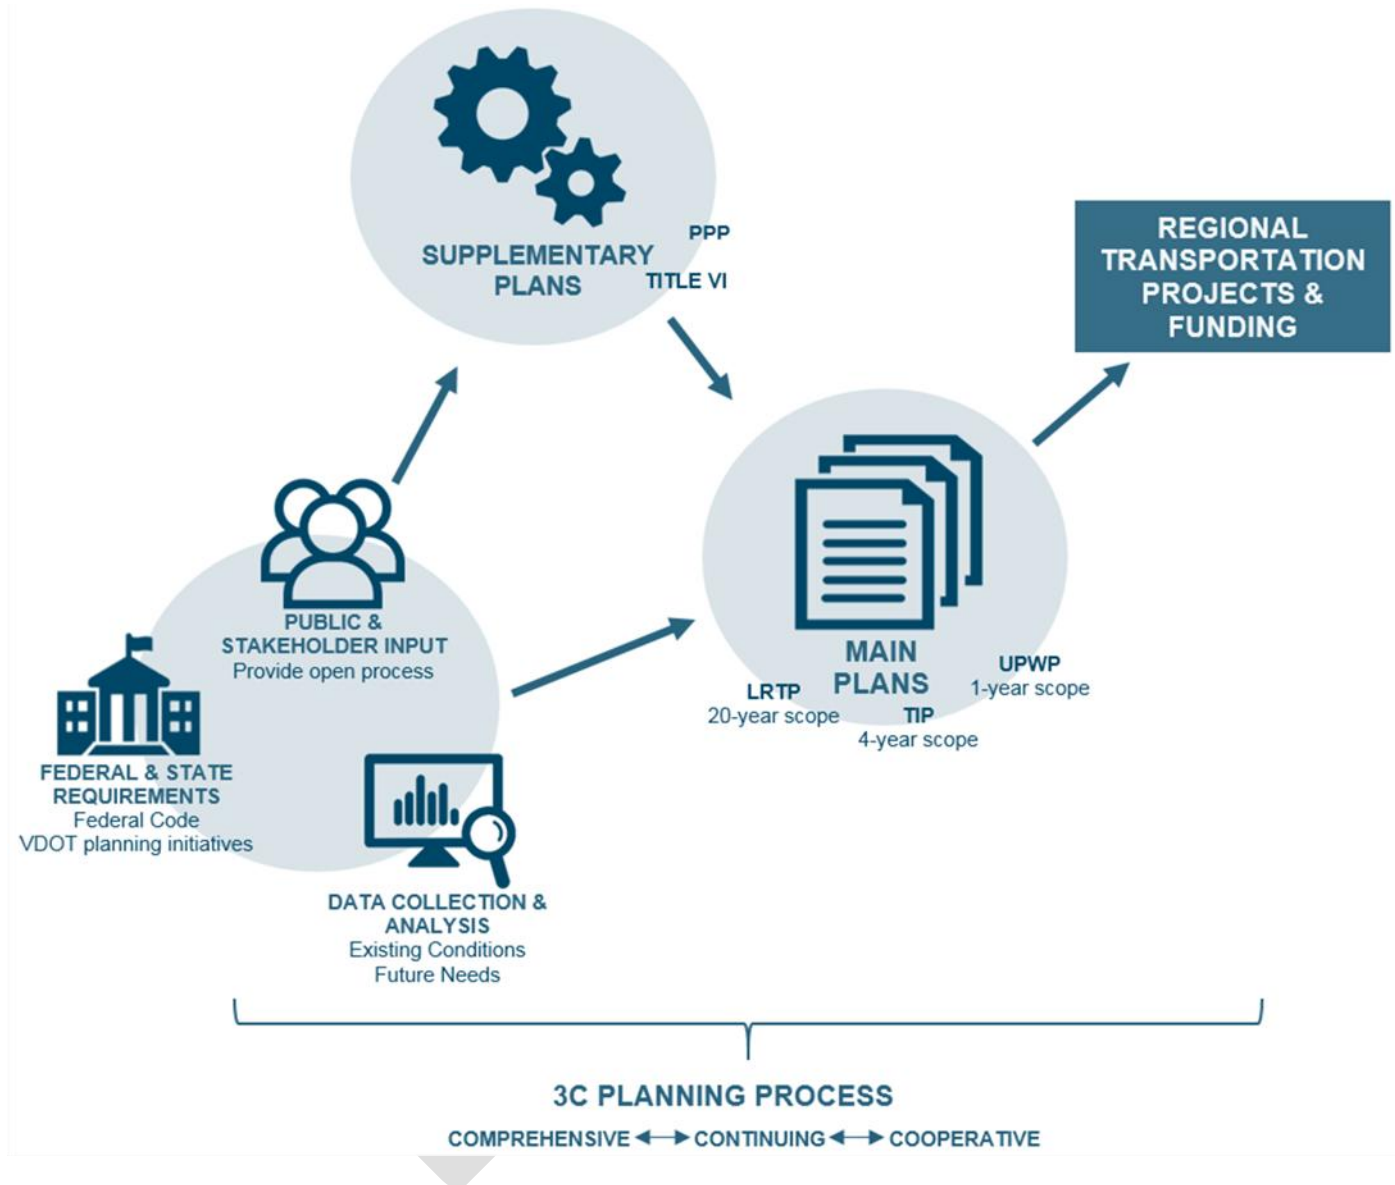 SUPPLEMENTARY
PLANS
PPP
TITLE VI
REGIONAL
TRANSPORTATION
PROJECTS &
FUNDING
PUBLIC &
STAKEHOLDER INPUT
Provide open process
FEDERAL & STATE
REQUIREMENTS
Federal Code
VDOT planning initiatives
DATA COLLECTION &
ANALYSIS
Existing Conditions
Future Needs
MAIN
PLANS
LRTP
20-year scope
TIP
4-year scope
UPWP
1-year scope
3C PLANNING PROCESS
COMPREHENSIVE CONTINUING COOPERATIVE